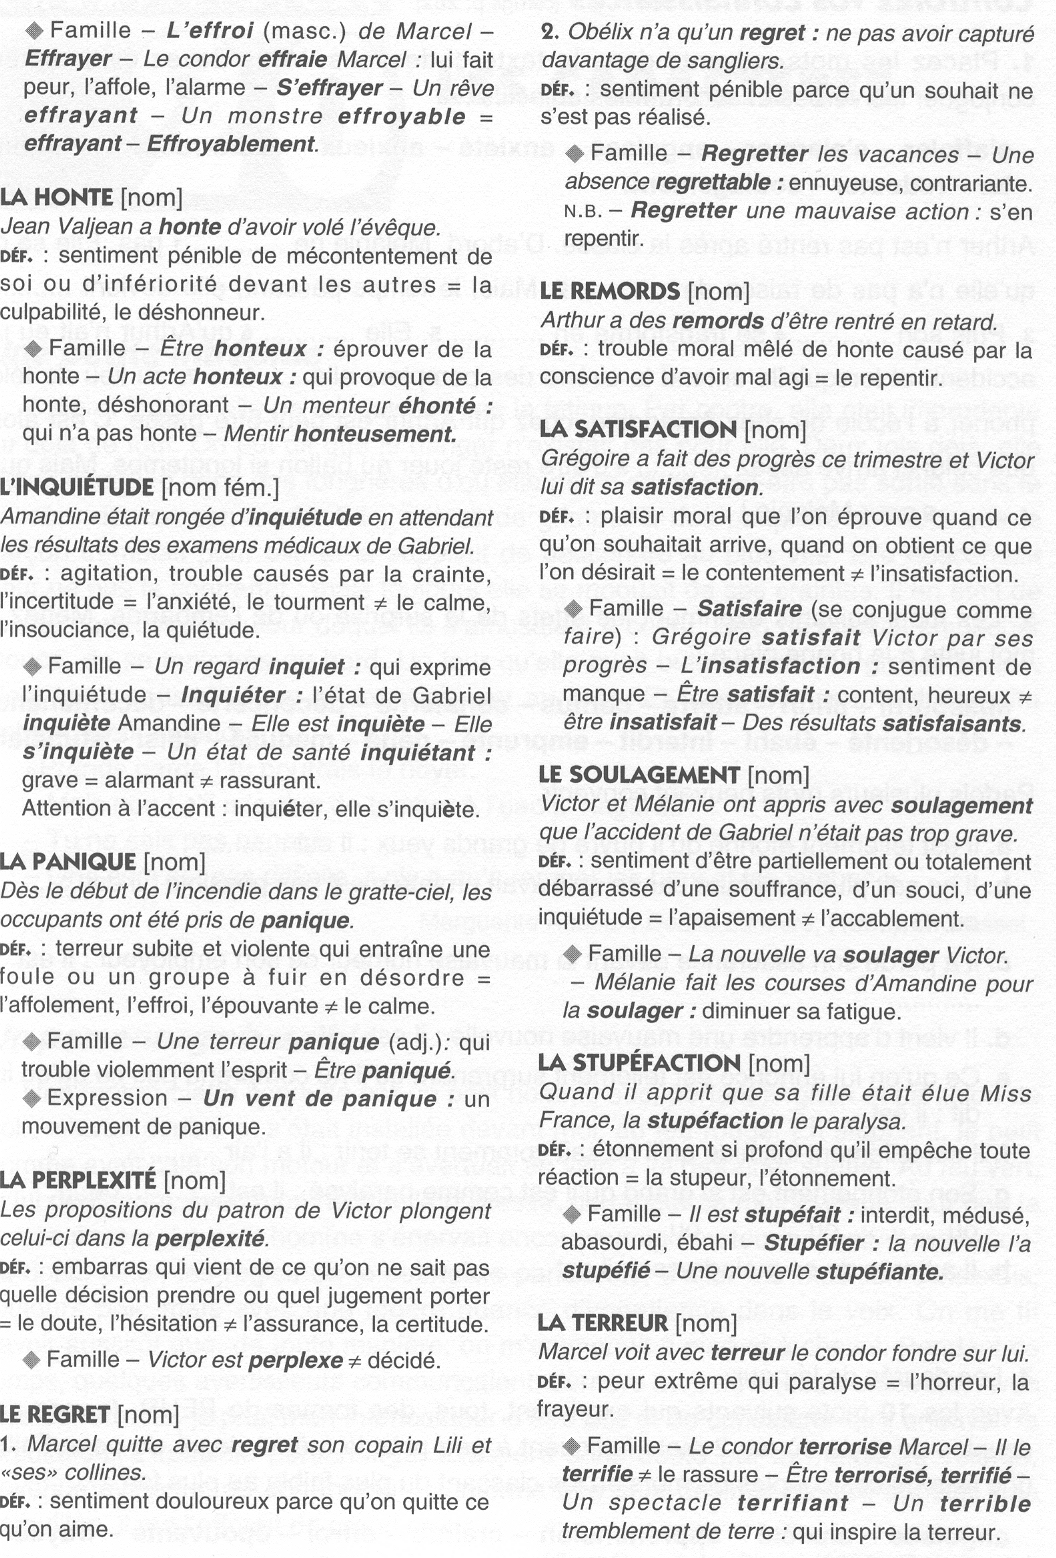 ◆ Famille – L'effroi (masc.) de Marcel –
Effrayer – Le condor effraie Marcel : lui fait
peur, l'affole, l'alarme – S'effrayer – Un rêve
effrayant – Un monstre effroyable =
effrayant – Effroyablement.
LA HONTE [nom]
Jean Valjean a honte d'avoir volé l'évêque.
DÉF. : sentiment pénible de mécontentement de
soi ou d'infériorité devant les autres = la
culpabilité, le déshonneur.
◆ Famille – Être honteux : éprouver de la
honte – Un acte honteux : qui provoque de la
honte, déshonorant – Un menteur éhonté :
qui n'a pas honte – Mentir honteusement.
L'INQUIÉTUDE [nom fém.]
Amandine était rongée d'inquiétude en attendant
les résultats des examens médicaux de Gabriel.
DÉF. : agitation, trouble causés par la crainte,
l'incertitude = l'anxiété, le tourment ≠ le calme,
l'insouciance, la quiétude.
◆ Famille – Un regard inquiet : qui exprime
l'inquiétude – Inquiéter : l'état de Gabriel
inquiète Amandine – Elle est inquiète – Elle
s'inquiète – Un état de santé inquiétant :
grave = alarmant ≠ rassurant.
Attention à l'accent : inquiéter, elle s'inquiète.
LA PANIQUE [nom]
Dès le début de l'incendie dans le gratte-ciel, les
occupants ont été pris de panique.
DÉF. : terreur subite et violente qui entraîne une
foule ou un groupe à fuir en désordre =
l'affolement, l'effroi, l'épouvante ≠ le calme.
◆ Famille – Une terreur panique (adj.): qui
trouble violemment l'esprit – Être paniqué.
◆ Expression – Un vent de panique : un
mouvement de panique.
LA PERPLEXITÉ [nom]
Les propositions du patron de Victor plongent
celui-ci dans la perplexité.
DÉF. : embarras qui vient de ce qu'on ne sait pas
quelle décision prendre ou quel jugement porter
= le doute, l'hésitation ≠ l'assurance, la certitude.
◆ Famille – Victor est perplexe ≠ décidé.
LE REGRET [nom]
1. Marcel quitte avec regret son copain Lili et
«ses» collines.
DÉF. : sentiment douloureux parce qu'on quitte ce
qu'on aime.
2. Obélix n'a qu'un regret : ne pas avoir capturé
davantage de sangliers.
DÉF. : sentiment pénible parce qu'un souhait ne
s'est pas réalisé.
◆ Famille – Regretter les vacances – Une
absence regrettable : ennuyeuse, contrariante.
N.B. – Regretter une mauvaise action : s'en
repentir.
LE REMORDS [nom]
Arthur a des remords d'être rentré en retard.
DÉF. : trouble moral mêlé de honte causé par la
conscience d'avoir mal agi = le repentir.
LA SATISFACTION [nom]
Grégoire a fait des progrès ce trimestre et Victor
lui dit sa satisfaction.
DÉF. : plaisir moral que l'on éprouve quand ce
qu'on souhaitait arrive, quand on obtient ce que
l'on désirait = le contentement ≠ l'insatisfaction.
◆ Famille – Satisfaire (se conjugue comme
faire) : Grégoire satisfait Victor par ses
progrès – L'insatisfaction : sentiment de
manque – Être satisfait : content, heureux ≠
être insatisfait – Des résultats satisfaisants.
LE SOULAGEMENT [nom]
Victor et Mélanie ont appris avec soulagement
que l'accident de Gabriel n'était pas trop grave.
DÉF. : sentiment d'être partiellement ou totalement
débarrassé d'une souffrance, d'un souci, d'une
inquiétude = l'apaisement ≠ l'accablement.
◆ Famille – La nouvelle va soulager Victor.
– Mélanie fait les courses d'Amandine pour
la soulager : diminuer sa fatigue.
LA STUPÉFACTION [nom]
Quand il apprit que sa fille était élue Miss
France, la stupéfaction le paralysa.
DÉF. : étonnement si profond qu'il empêche toute
réaction = la stupeur, l'étonnement.
◆ Famille – Il est stupéfait : interdit, médusé,
abasourdi, ébahi – Stupéfier : la nouvelle l'a
stupéfié – Une nouvelle stupéfiante.
LA TERREUR [nom]
Marcel voit avec terreur le condor fondre sur lui.
DÉF. : peur extrême qui paralyse = l'horreur, la
frayeur.
◆ Famille – Le condor terrorise Marcel – Il le
terrifie ≠ le rassure – Être terrorisé, terrifié –
Un spectacle terrifiant – Un terrible
tremblement de terre : qui inspire la terreur.